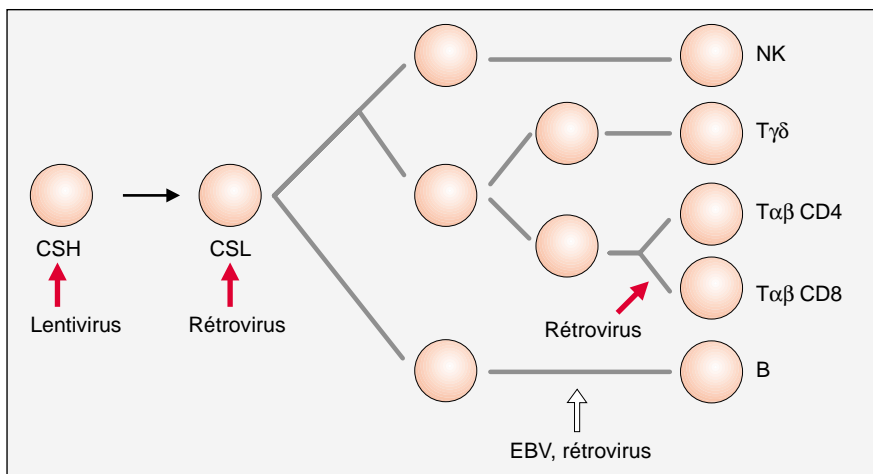 NK
Tγδ
Tαβ CD4
Tαβ CD8
B
CSH
CSL
Lentivirus
Rétrovirus
Rétrovirus
EBV, rétrovirus